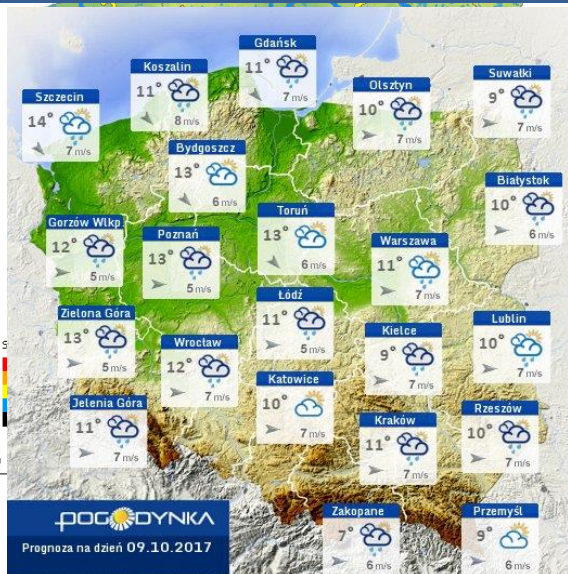 Gdańsk
11°
7 m/s
Koszalin
11°
8 m/s
Suwałki
9°
7 m/s
Olsztyn
10°
7 m/s
Szczecin
14°
7 m/s
Bydgoszcz
13°
6 m/s
Białystok
10°
6 m/s
Toruń
13°
6 m/s
Gorzów Wlkp
12°
5 m/s
Poznań
13°
5 m/s
Warszawa
11°
7 m/s
Łódź
11°
5 m/s
Zielona Góra
13°
5 m/s
Lublin
10°
7 m/s
Kielce
9°
7 m/s
Wrocław
12°
7 m/s
Katowice
10°
7 m/s
Jelenia Góra
11°
7 m/s
Rzeszów
10°
7 m/s
Kraków
11°
7 m/s
Zakopane
7°
6 m/s
Przemyśl
9°
6 m/s
POGODYNKA
Prognoza na dzień 09.10.2017